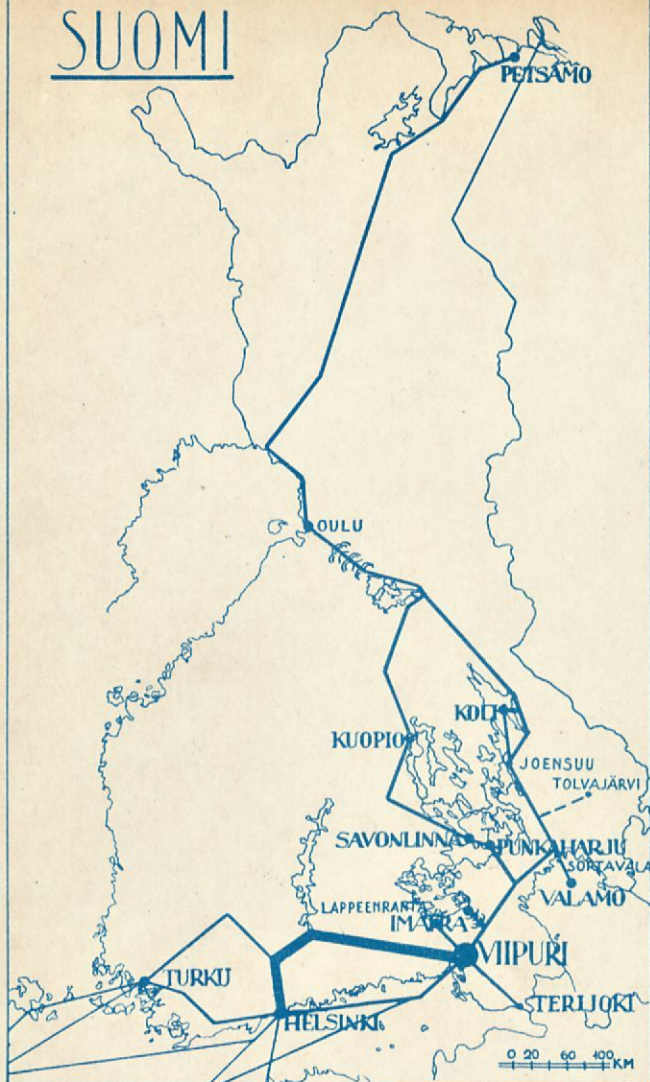 SUOMI
PETSAMO
OULU
KOLI
KUOPIO
JOENSUU
TOLVAJÄRVI
SAVONLINNA
PUNKAHARJU
SORTAVALA
VALAMO
LAPPEENRANTA
IMATRA
VIIPURI
TURKU
TERIJOKI
HELSINKI
0 20 60 100 KM